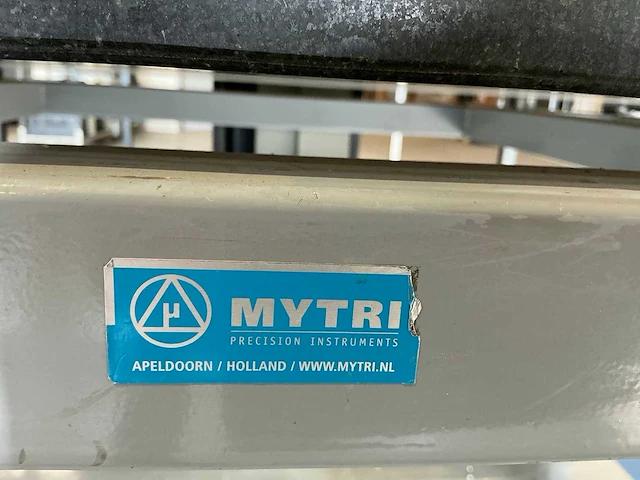 μ
MYTRI
PRECISION INSTRUMENTS
APELDOORN / HOLLAND / WWW.MYTRI.NL